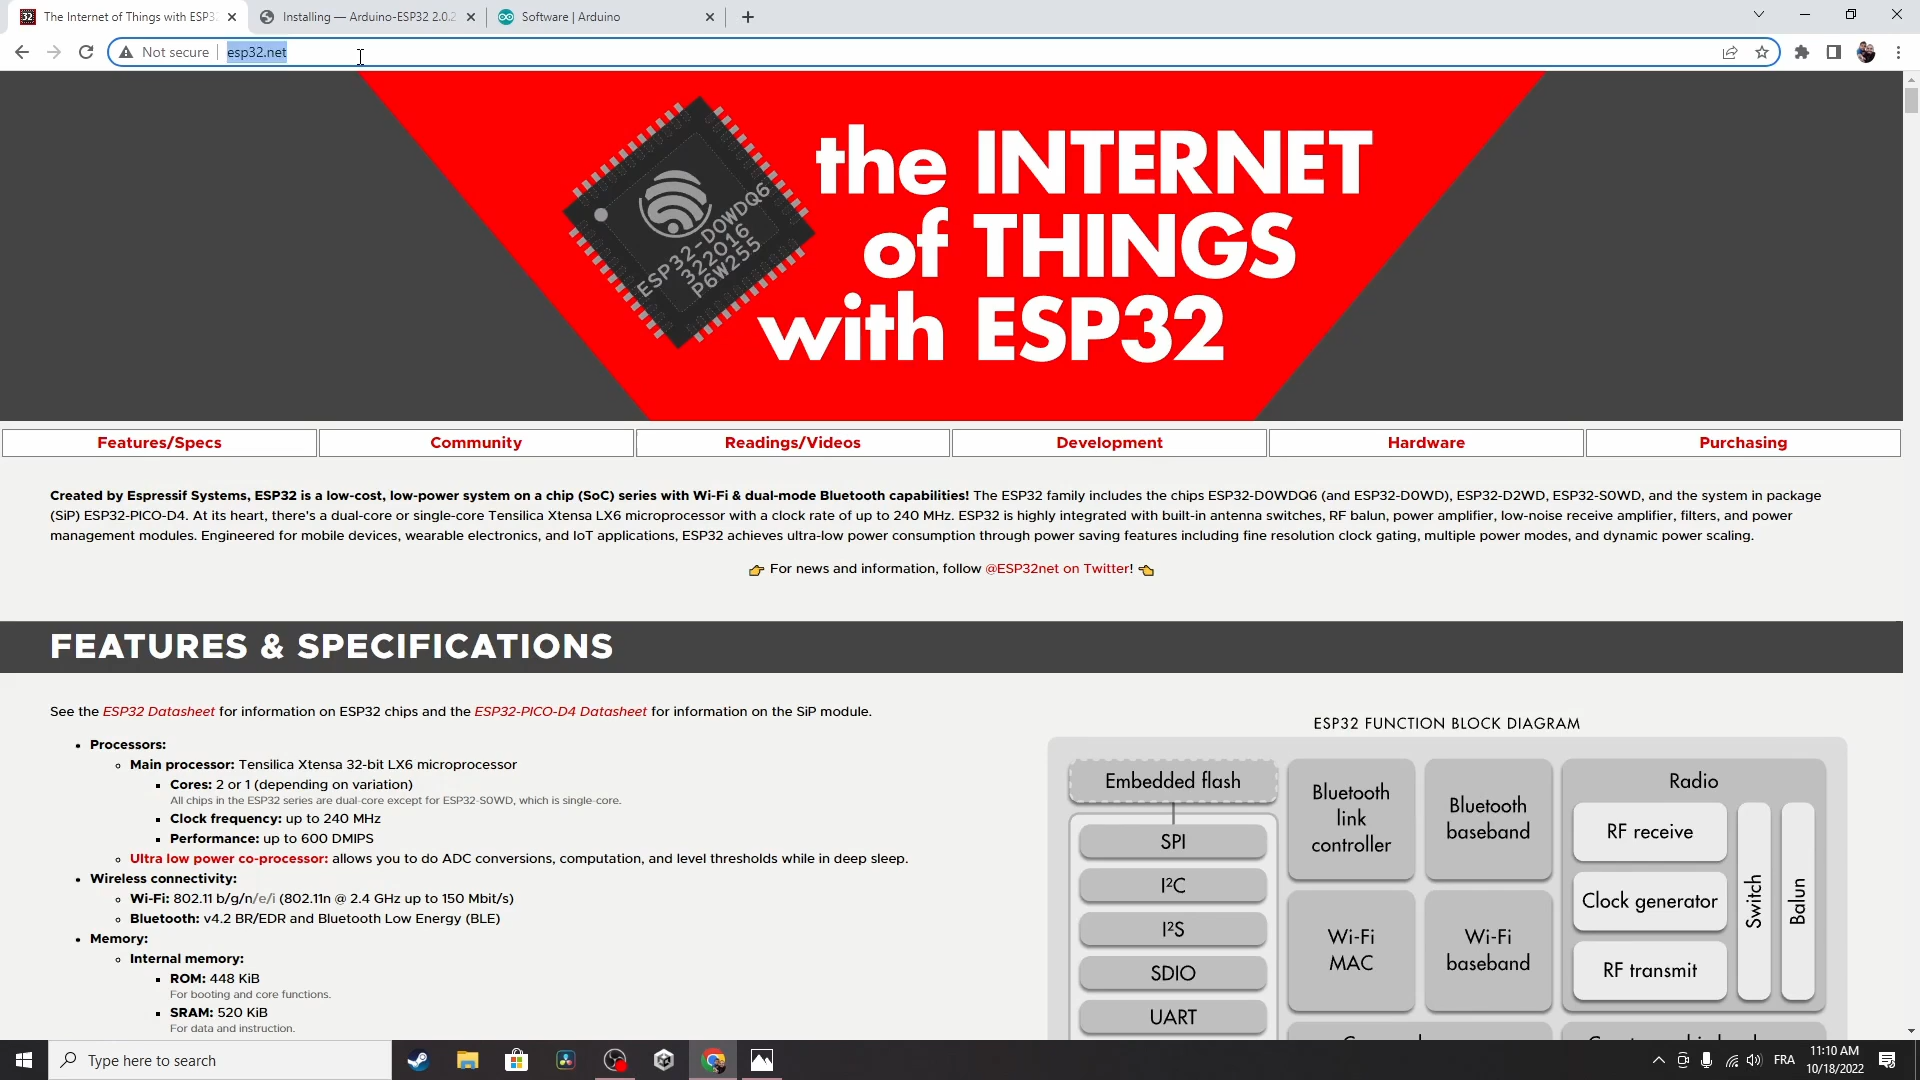 The Internet of Things with ESP3
Installing — Arduino-ESP32 2.0.2
Software | Arduino
Not secure
esp32.net
ESP32-D0WDQ6
322016
P6W255
the INTERNET
of THINGS
with ESP32
Features/Specs
Community
Readings/Videos
Development
Hardware
Purchasing
Created by Espressif Systems, ESP32 is a low-cost, low-power system on a chip (SoC) series with Wi-Fi & dual-mode Bluetooth capabilities! The ESP32 family includes the chips ESP32-D0WDQ6 (and ESP32-D0WD), ESP32-D2WD, ESP32-S0WD, and the system in package
(SiP) ESP32-PICO-D4. At its heart, there's a dual-core or single-core Tensilica Xtensa LX6 microprocessor with a clock rate of up to 240 MHz. ESP32 is highly integrated with built-in antenna switches, RF balun, power amplifier, low-noise receive amplifier, filters, and power
management modules. Engineered for mobile devices, wearable electronics, and IoT applications, ESP32 achieves ultra-low power consumption through power saving features including fine resolution clock gating, multiple power modes, and dynamic power scaling.
👉 For news and information, follow @ESP32net on Twitter! 👈
FEATURES & SPECIFICATIONS
See the ESP32 Datasheet for information on ESP32 chips and the ESP32-PICO-D4 Datasheet for information on the SiP module.
Processors:
Main processor: Tensilica Xtensa 32-bit LX6 microprocessor
Cores: 2 or 1 (depending on variation)
All chips in the ESP32 series are dual-core except for ESP32-S0WD, which is single-core.
Clock frequency: up to 240 MHz
Performance: up to 600 DMIPS
Ultra low power co-processor: allows you to do ADC conversions, computation, and level thresholds while in deep sleep.
Wireless connectivity:
Wi-Fi: 802.11 b/g/n/e/i (802.11n @ 2.4 GHz up to 150 Mbit/s)
Bluetooth: v4.2 BR/EDR and Bluetooth Low Energy (BLE)
Memory:
Internal memory:
ROM: 448 KiB
For booting and core functions.
SRAM: 520 KiB
For data and instruction.
ESP32 FUNCTION BLOCK DIAGRAM
Embedded flash
SPI
I²C
I²S
SDIO
UART
Bluetooth
link
controller
Bluetooth
baseband
Wi-Fi
MAC
Wi-Fi
baseband
Radio
RF receive
Clock generator
RF transmit
Switch
Balun
Type here to search
FRA
11:10 AM
10/18/2022